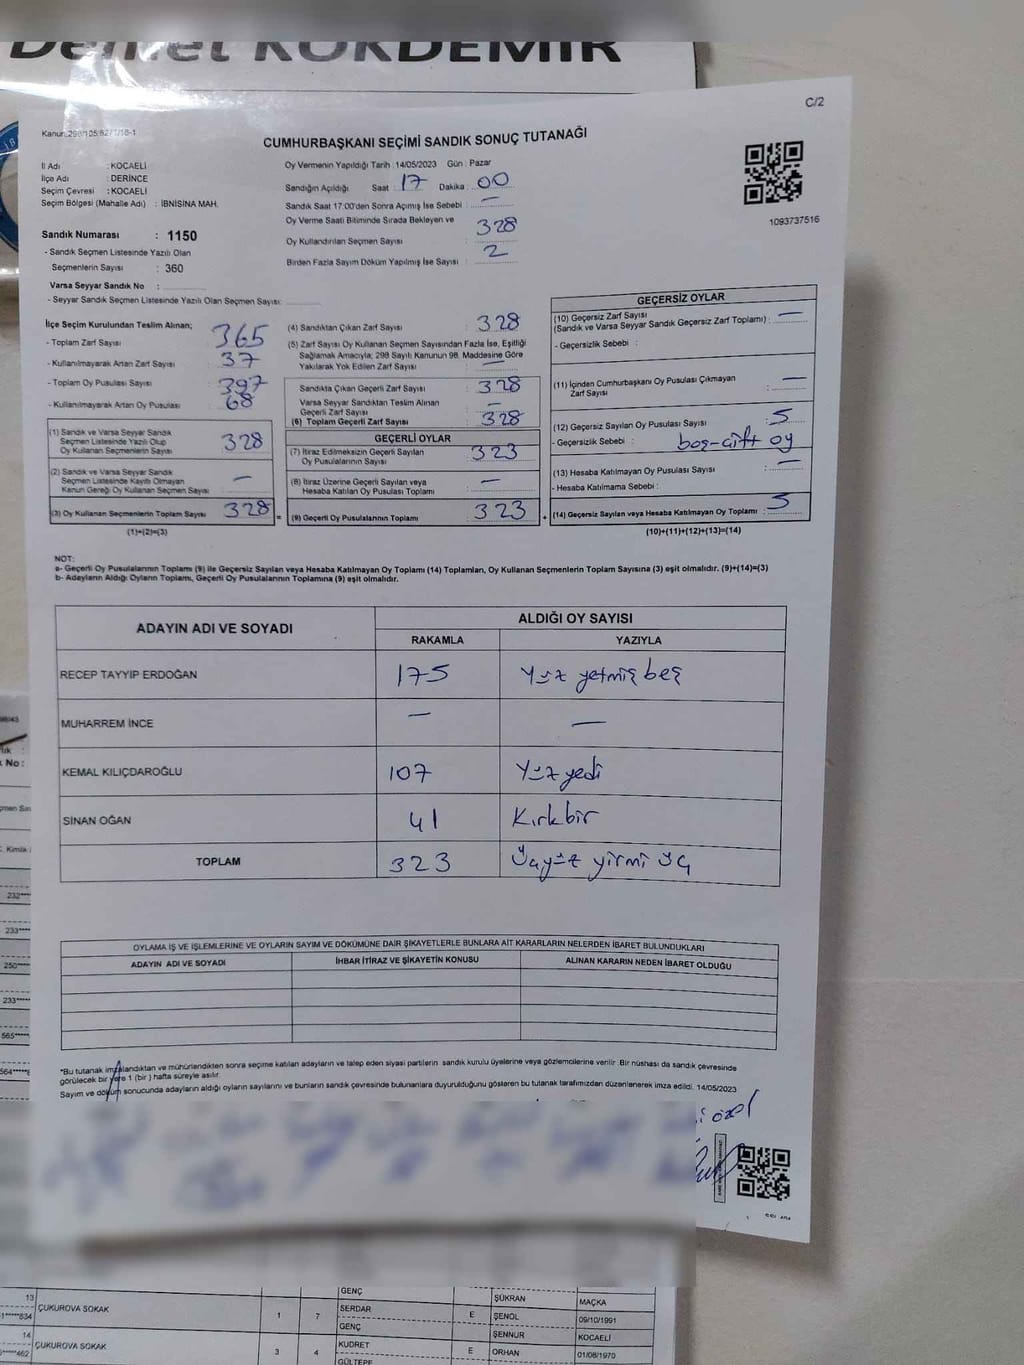 Demet KÖKDEMİR
C/2
Kanun:298/105;6271/18-1
CUMHURBAŞKANI SEÇİMİ SANDIK SONUÇ TUTANAĞI
İl Adı : KOCAELİ
İlçe Adı : DERİNCE
Seçim Çevresi : KOCAELİ
Seçim Bölgesi (Mahalle Adı) : İBNİSİNA MAH.
Sandık Numarası : 1150
- Sandık Seçmen Listesinde Yazılı Olan
Seçmenlerin Sayısı : 360
Varsa Seyyar Sandık No :
- Seyyar Sandık Seçmen Listesinde Yazılı Olan Seçmen Sayısı:
Oy Vermenin Yapıldığı Tarih : 14/05/2023 Gün : Pazar
Sandığın Açıldığı Saat : 17 Dakika : 00
Sandık Saat 17:00'den Sonra Açımış İse Sebebi : —
Oy Verme Saati Bitiminde Sırada Bekleyen ve
Oy Kullandırılan Seçmen Sayısı : 328
Birden Fazla Sayım Döküm Yapılmış İse Sayısı : 2
1093737516
İlçe Seçim Kurulundan Teslim Alınan;
- Toplam Zarf Sayısı : 365
- Kullanılmayarak Artan Zarf Sayısı : 37
- Toplam Oy Pusulası Sayısı : 397
- Kullanılmayarak Artan Oy Pusulası : 68
(1) Sandık ve Varsa Seyyar Sandık
Seçmen Listesinde Yazılı Olup
Oy Kullanan Seçmenlerin Sayısı : 328
(2) Sandık ve Varsa Seyyar Sandık
Seçmen Listesinde Kayıtlı Olmayan
Kanun Gereği Oy Kullanan Seçmen Sayısı : —
(3) Oy Kullanan Seçmenlerin Toplam Sayısı : 328
(1)+(2)=(3)
(4) Sandıktan Çıkan Zarf Sayısı : 328
(5) Zarf Sayısı Oy Kullanan Seçmen Sayısından Fazla İse, Eşitliği
Sağlamak Amacıyla; 298 Sayılı Kanunun 98. Maddesine Göre
Yakılarak Yok Edilen Zarf Sayısı : —
Sandıkta Çıkan Geçerli Zarf Sayısı : 328
Varsa Seyyar Sandıktan Teslim Alınan
Geçerli Zarf Sayısı : —
(6) Toplam Geçerli Zarf Sayısı : 328
GEÇERLİ OYLAR
(7) İtiraz Edilmeksizin Geçerli Sayılan
Oy Pusulalarının Sayısı : 323
(8) İtiraz Üzerine Geçerli Sayılan veya
Hesaba Katılan Oy Pusulası Toplamı : —
= (9) Geçerli Oy Pusulalarının Toplamı : 323
GEÇERSİZ OYLAR
(10) Geçersiz Zarf Sayısı
(Sandık ve Varsa Seyyar Sandık Geçersiz Zarf Toplamı) : —
- Geçersizlik Sebebi :
(11) İçinden Cumhurbaşkanı Oy Pusulası Çıkmayan
Zarf Sayısı : —
(12) Geçersiz Sayılan Oy Pusulası Sayısı : 5
- Geçersizlik Sebebi : boş-çift oy
(13) Hesaba Katılmayan Oy Pusulası Sayısı : —
- Hesaba Katılmama Sebebi :
+ (14) Geçersiz Sayılan veya Hesaba Katılmayan Oy Toplamı : 5
(10)+(11)+(12)+(13)=(14)
NOT:
a- Geçerli Oy Pusulalarının Toplamı (9) ile Geçersiz Sayılan veya Hesaba Katılmayan Oy Toplamı (14) Toplamları, Oy Kullanan Seçmenlerin Toplam Sayısına (3) eşit olmalıdır. (9)+(14)=(3)
b- Adayların Aldığı Oyların Toplamı, Geçerli Oy Pusulalarının Toplamına (9) eşit olmalıdır.
ADAYIN ADI VE SOYADI
ALDIĞI OY SAYISI
RAKAMLA YAZIYLA
RECEP TAYYIP ERDOĞAN 175 Yüz yetmiş beş
MUHARREM İNCE — —
KEMAL KILIÇDAROĞLU 107 Yüz yedi
SİNAN OĞAN 41 Kırkbir
TOPLAM 323 Üçyüz yirmi üç
OYLAMA İŞ VE İŞLEMLERİNE VE OYLARIN SAYIM VE DÖKÜMÜNE DAİR ŞİKAYETLERLE BUNLARA AİT KARARLARIN NELERDEN İBARET BULUNDUKLARI
ADAYIN ADI VE SOYADI İHBAR İTİRAZ VE ŞİKAYETİN KONUSU ALINAN KARARIN NEDEN İBARET OLDUĞU
*Bu tutanak imzalandıktan ve mühürlendikten sonra seçime katılan adayların ve talep eden siyasi partilerin sandık kurulu üyelerine veya gözlemcilerine verilir. Bir nüshası da sandık çevresinde
görülecek bir yere 1 (bir) hafta süreyle asılır.
Sayım ve döküm sonucunda adayların aldığı oyların sayılarını ve bunların sandık çevresinde bulunanlara duyurulduğunu gösteren bu tutanak tarafımızdan düzenlenerek imza edildi. 14/05/2023
özel
98/43
No :
Kimlik
232****
233****
250****
233****
565****
564****
13 ÇUKUROVA SOKAK 1 7 GENÇ ŞÜKRAN MAÇKA
1*****834 SERDAR E ŞENOL 09/10/1991
14 ÇUKUROVA SOKAK 3 4 GENÇ ŞENNUR KOCAELİ
*****462 KUDRET E ORHAN 01/08/1970
GÜLTEPE